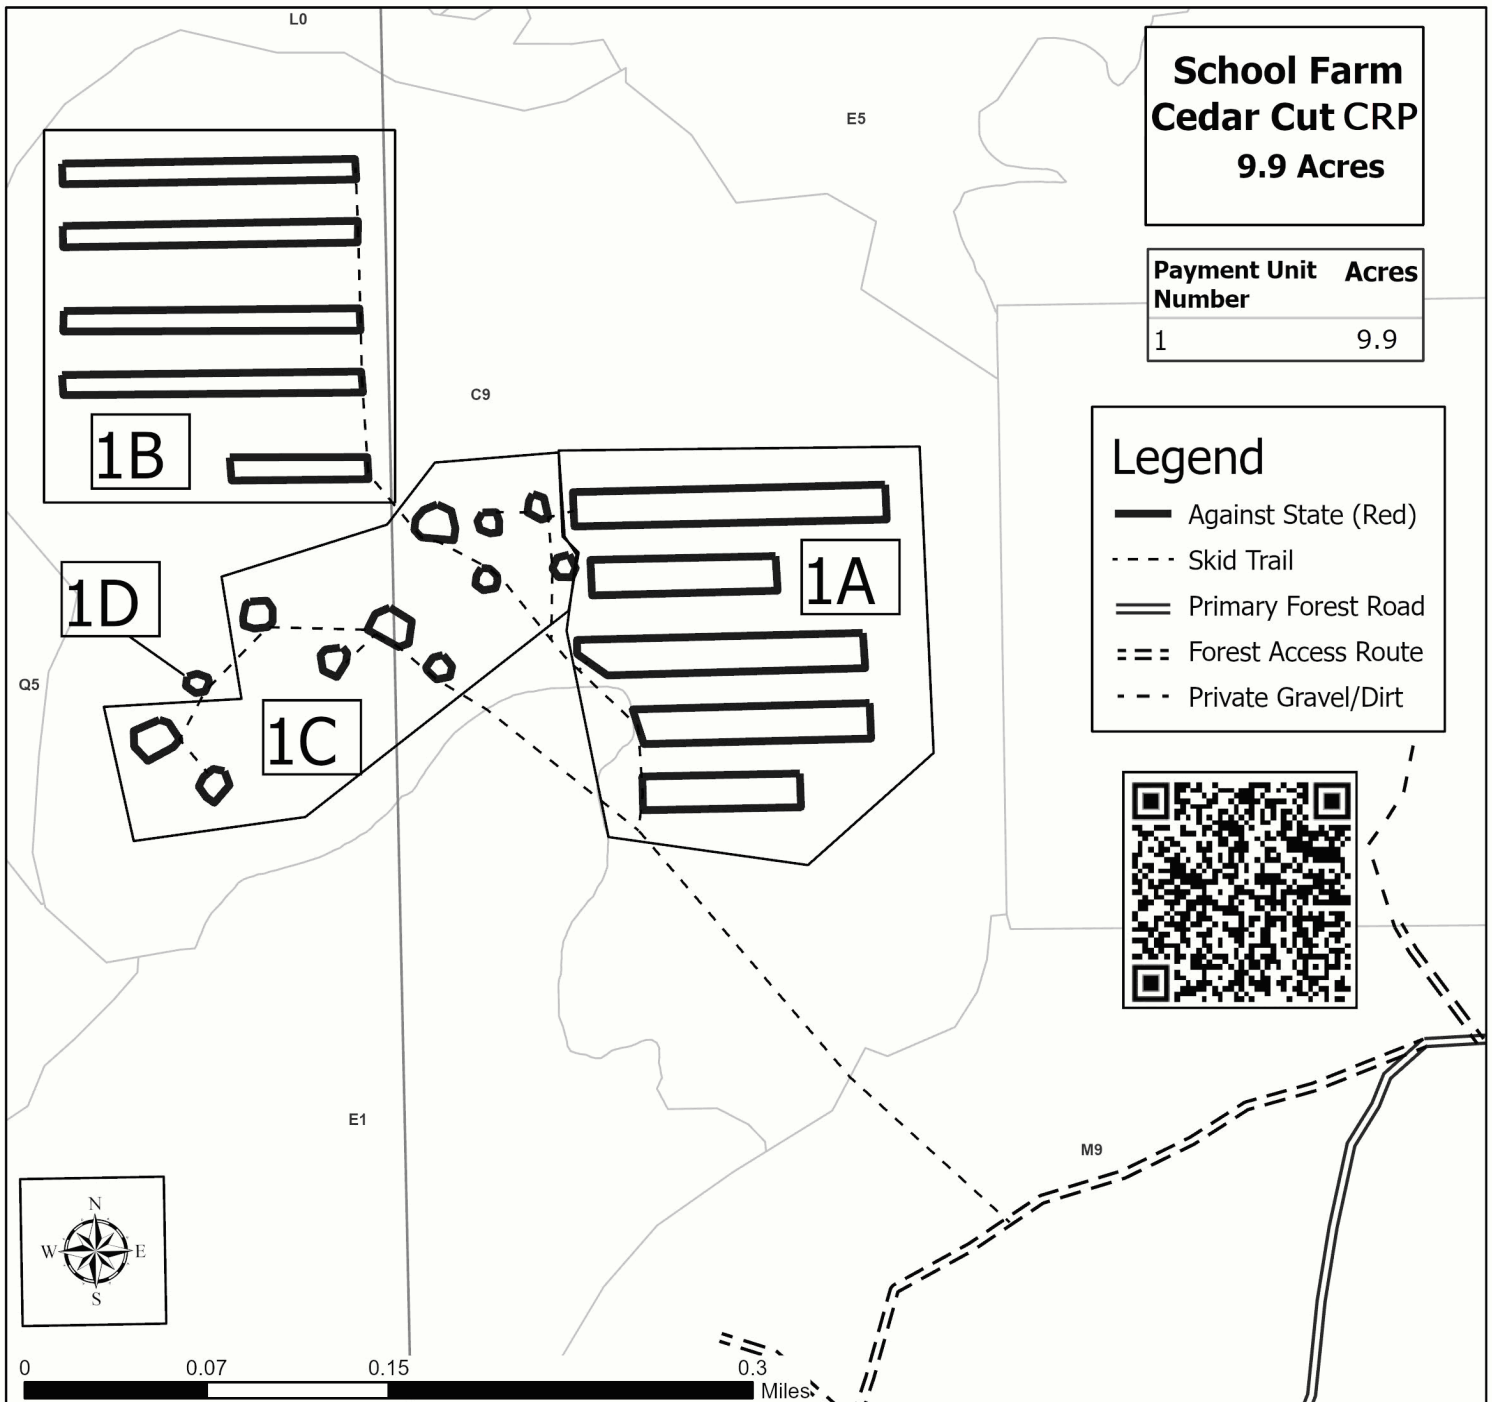 L0
School Farm
Cedar Cut CRP
9.9 Acres
E5
Payment Unit Number Acres
1 9.9
C9
Legend
Against State (Red)
Skid Trail
Primary Forest Road
Forest Access Route
Private Gravel/Dirt
1B
1A
1D
Q5
1C
E1
M9
N
W E
S
0 0.07 0.15 0.3
Miles